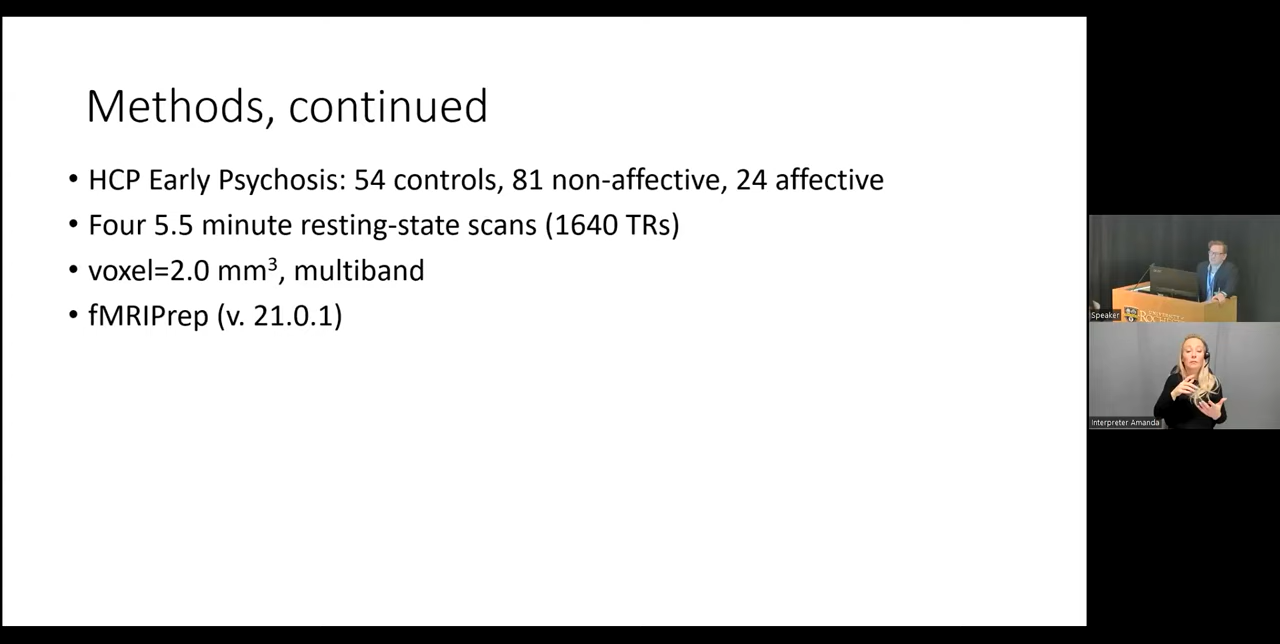 Methods, continued
• HCP Early Psychosis: 54 controls, 81 non-affective, 24 affective
• Four 5.5 minute resting-state scans (1640 TRs)
• voxel=2.0 mm³, multiband
• fMRIPrep (v. 21.0.1)
Speaker
Interpreter Amanda